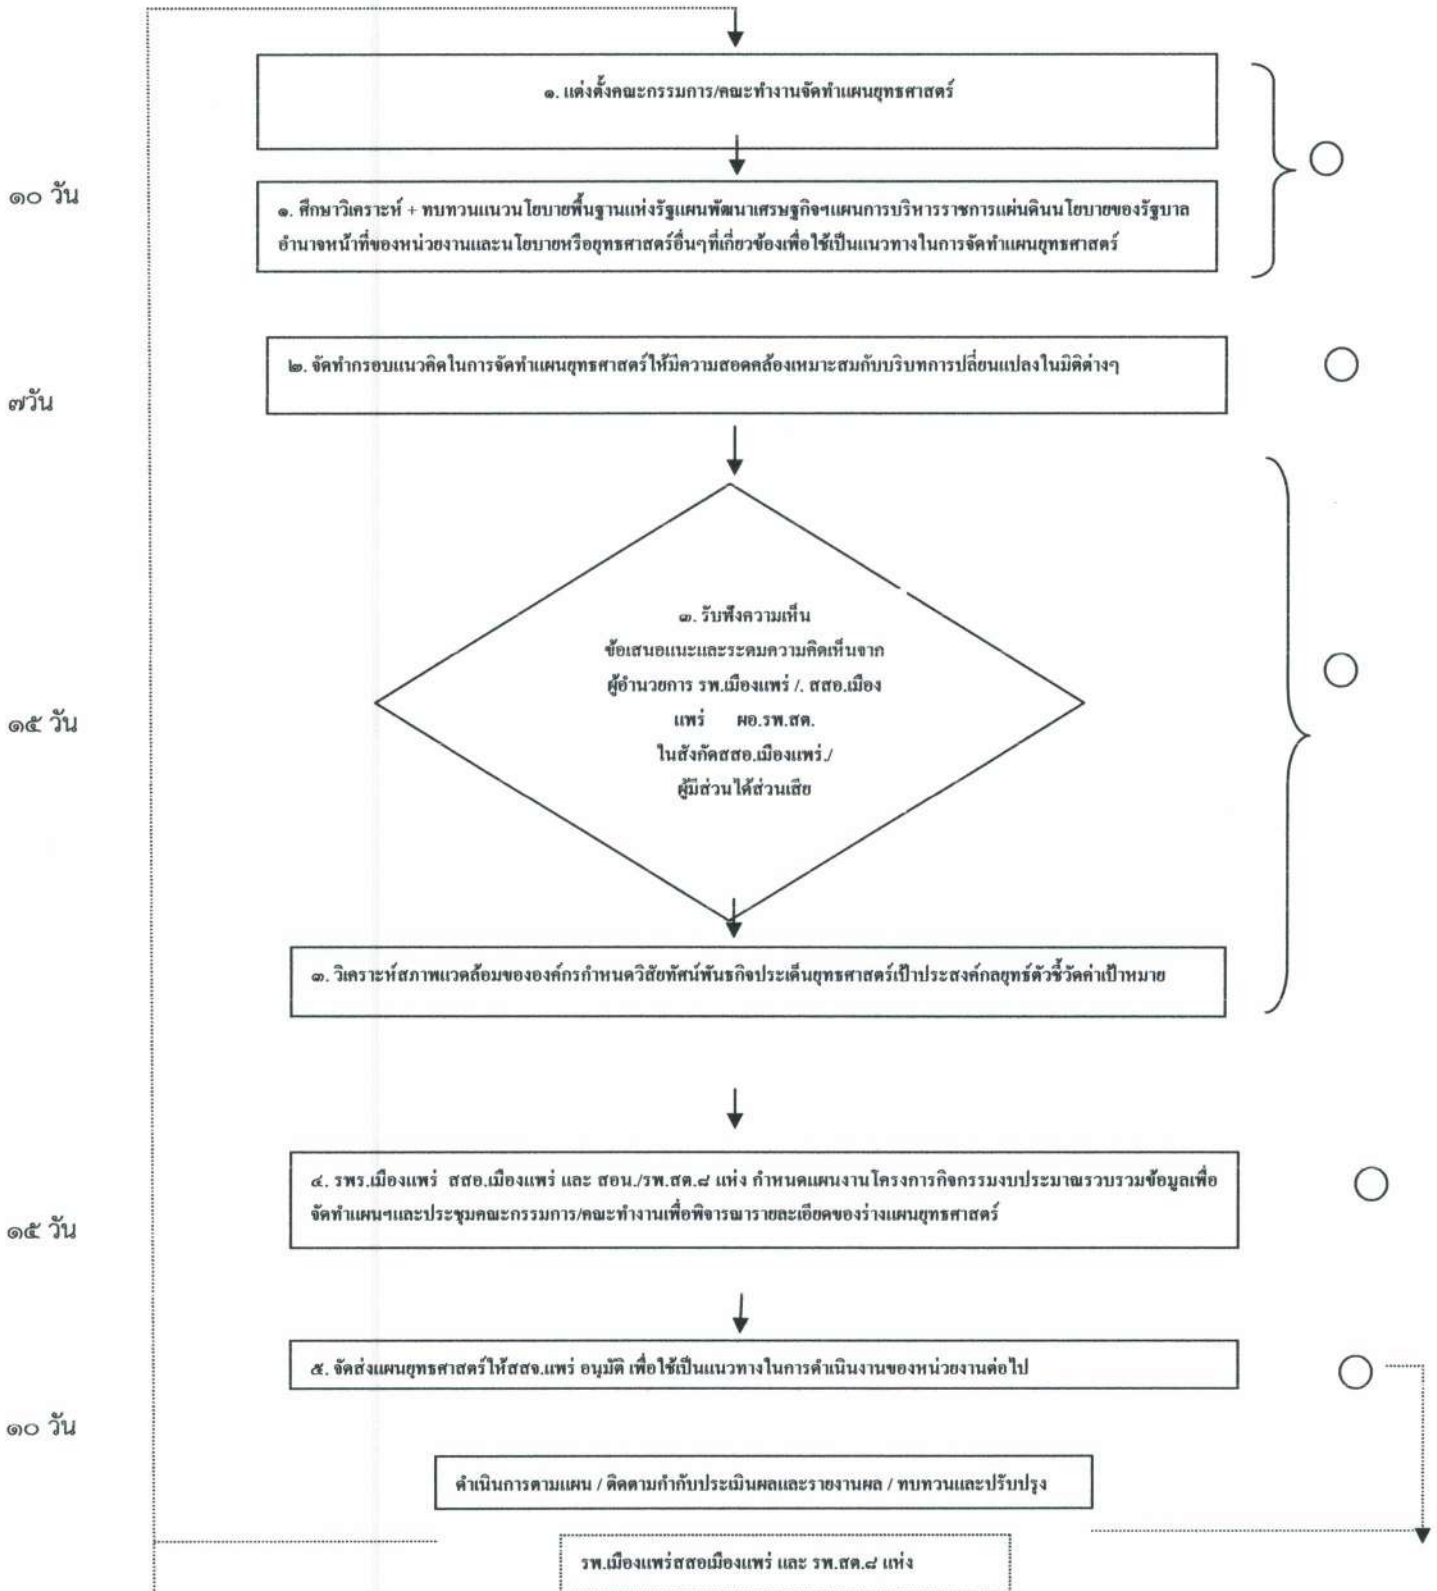 ๑. แต่งตั้งคณะกรรมการ/คณะทำงานจัดทำแผนยุทธศาสตร์
๑๐ วัน
๑. ศึกษาวิเคราะห์ + ทบทวนแนวนโยบายพื้นฐานแห่งรัฐแผนพัฒนาเศรษฐกิจฯแผนการบริหารราชการแผ่นดินนโยบายของรัฐบาล
อำนาจหน้าที่ของหน่วยงานและนโยบายหรือยุทธศาสตร์อื่นๆที่เกี่ยวข้องเพื่อใช้เป็นแนวทางในการจัดทำแผนยุทธศาสตร์
๒. จัดทำกรอบแนวคิดในการจัดทำแผนยุทธศาสตร์ให้มีความสอดคล้องเหมาะสมกับบริบทการปลี่ยนแปลงในมิติต่างๆ
๗วัน
๓. รับฟังความเห็น
ข้อเสนอแนะและระดมความคิดเห็นจาก
ผู้อำนวยการ รพ.เมืองแพร่ /. สสอ.เมือง
แพร่ ผอ.รพ.สต.
ในสังกัดสสอ.เมืองแพร่./
ผู้มีส่วนได้ส่วนเสีย
๑๕ วัน
๓. วิเคราะห์สภาพแวดล้อมขององค์กรกำหนดวิสัยทัศน์พันธกิจประเด็นยุทธศาสตร์เป้าประสงค์กลยุทธ์ตัวชี้วัดค่าเป้าหมาย
๔. รพร.เมืองแพร่ สสอ.เมืองแพร่ และ สอน./รพ.สต.๘ แห่ง กำหนดแผนงานโครงการกิจกรรมงบประมาณรวบรวมข้อมูลเพื่อ
จัดทำแผนฯและประชุมคณะกรรมการ/คณะทำงานเพื่อพิจารณารายละเอียดของร่างแผนยุทธศาสตร์
๑๕ วัน
๕. จัดส่งแผนยุทธศาสตร์ให้สสจ.แพร่ อนุมัติ เพื่อใช้เป็นแนวทางในการดำเนินงานของหน่วยงานต่อไป
๑๐ วัน
ดำเนินการตามแผน / ติดตามกำกับประเมินผลและรายงานผล / ทบทวนและปรับปรุง
รพ.เมืองแพร่สสอเมืองแพร่ และ รพ.สต.๘ แห่ง